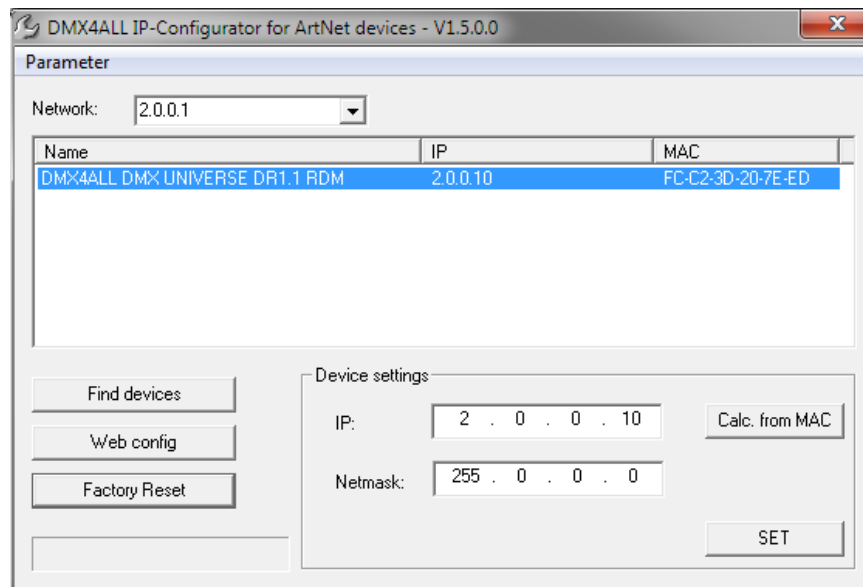 DMX4ALL IP-Configurator for ArtNet devices - V1.5.0.0
Parameter
Network: 2.0.0.1
Name IP MAC
DMX4ALL DMX UNIVERSE DR1.1 RDM 2.0.0.10 FC-C2-3D-20-7E-ED
Device settings
Find devices
IP: 2 . 0 . 0 . 10 Calc. from MAC
Web config
Netmask: 255 . 0 . 0 . 0
Factory Reset
SET